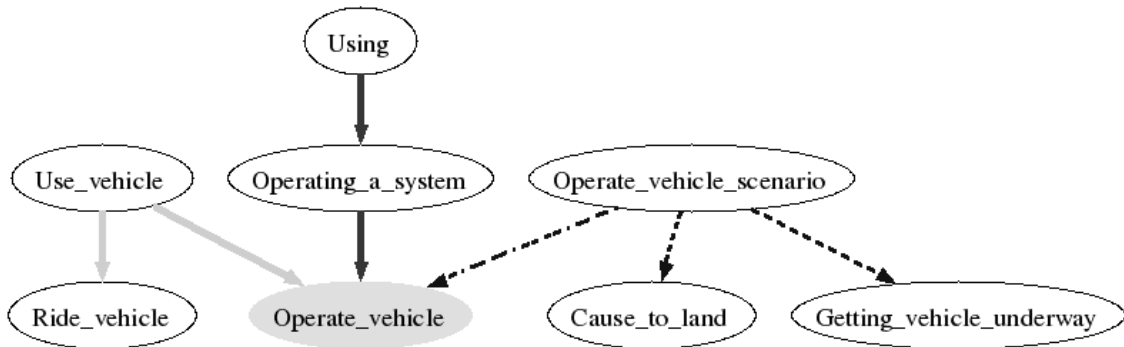 Using
Use_vehicle
Operating_a_system
Operate_vehicle_scenario
Ride_vehicle
Operate_vehicle
Cause_to_land
Getting_vehicle_underway